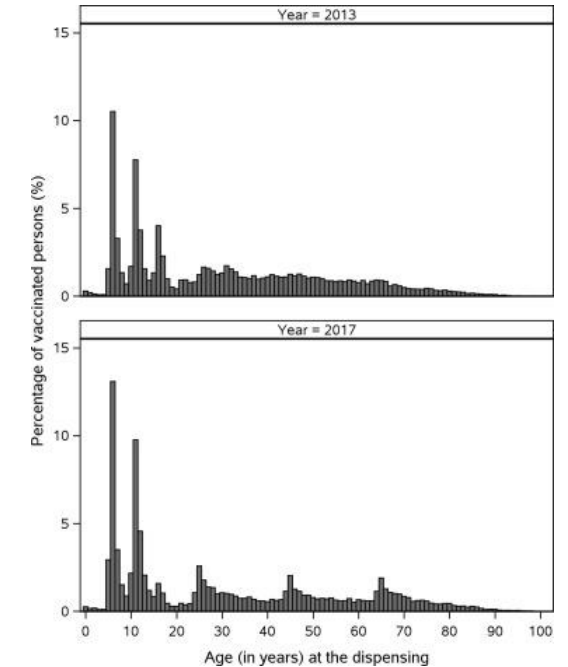 Year = 2013
15
10
5
0
Percentage of vaccinated persons (%)
Year = 2017
15
10
5
0
0 10 20 30 40 50 60 70 80 90 100
Age (in years) at the dispensing